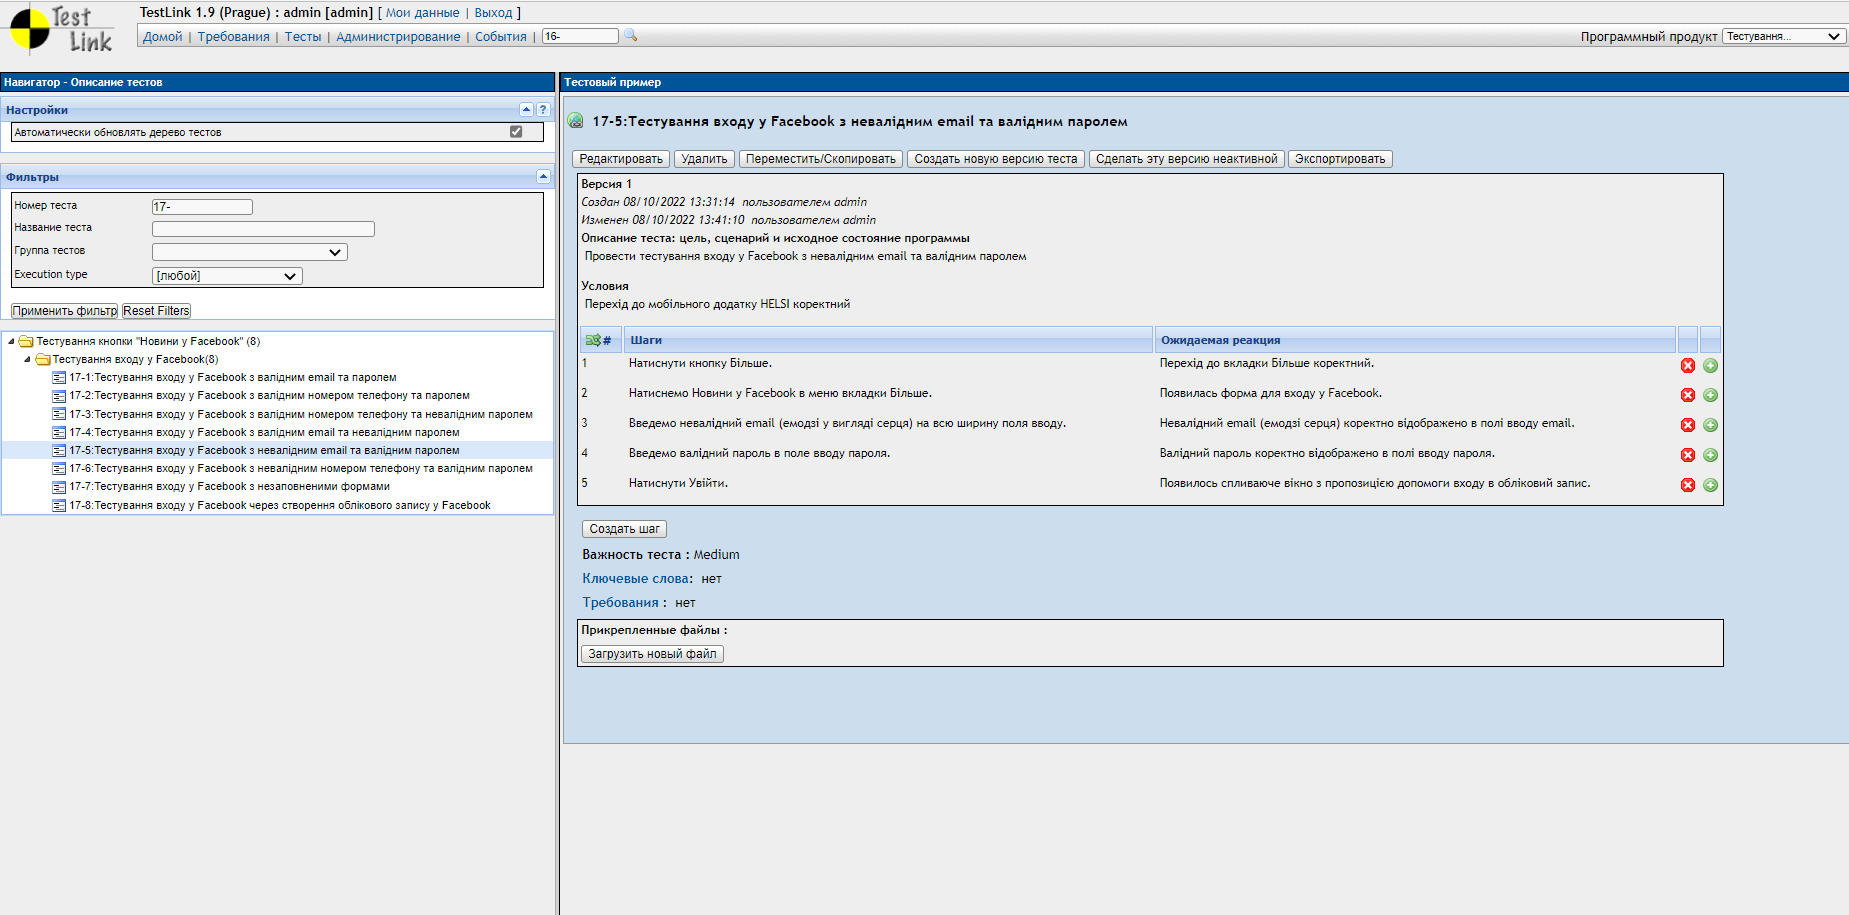 Test Link
TestLink 1.9 (Prague) : admin [admin] [ Мои данные | Выход ]
Домой | Требования | Тесты | Администрирование | События | 16-
Программный продукт Тестування...
Навигатор - Описание тестов
Настройки
Автоматически обновлять дерево тестов
Фильтры
Номер теста 17-
Название теста
Группа тестов
Execution type [любой]
Применить фильтр Reset Filters
Тестування кнопки "Новини у Facebook" (8)
Тестування входу у Facebook(8)
17-1:Тестування входу у Facebook з валідним email та паролем
17-2:Тестування входу у Facebook з валідним номером телефону та паролем
17-3:Тестування входу у Facebook з валідним номером телефону та невалідним паролем
17-4:Тестування входу у Facebook з валідним email та невалідним паролем
17-5:Тестування входу у Facebook з невалідним email та валідним паролем
17-6:Тестування входу у Facebook з невалідним номером телефону та валідним паролем
17-7:Тестування входу у Facebook з незаповненими формами
17-8:Тестування входу у Facebook через створення облікового запису у Facebook
Тестовый пример
17-5:Тестування входу у Facebook з невалідним email та валідним паролем
Редактировать Удалить Переместить/Скопировать Создать новую версию теста Сделать эту версию неактивной Экспортировать
Версия 1
Создан 08/10/2022 13:31:14 пользователем admin
Изменен 08/10/2022 13:41:10 пользователем admin
Описание теста: цель, сценарий и исходное состояние программы
Провести тестування входу у Facebook з невалідним email та валідним паролем
Условия
Перехід до мобільного додатку HELSI коректний
# Шаги Ожидаемая реакция
1 Натиснути кнопку Більше. Перехід до вкладки Більше коректний.
2 Натиснемо Новини у Facebook в меню вкладки Більше. Появилась форма для входу у Facebook.
3 Введемо невалідний email (емодзі у вигляді серця) на всю ширину поля вводу. Невалідний email (емодзі серця) коректно відображено в полі вводу email.
4 Введемо валідний пароль в поле вводу пароля. Валідний пароль коректно відображено в полі вводу пароля.
5 Натиснути Увійти. Появилось спливаюче вікно з пропозицією допомоги входу в обліковий запис.
Создать шаг
Важность теста : Medium
Ключевые слова: нет
Требования : нет
Прикрепленные файлы :
Загрузить новый файл